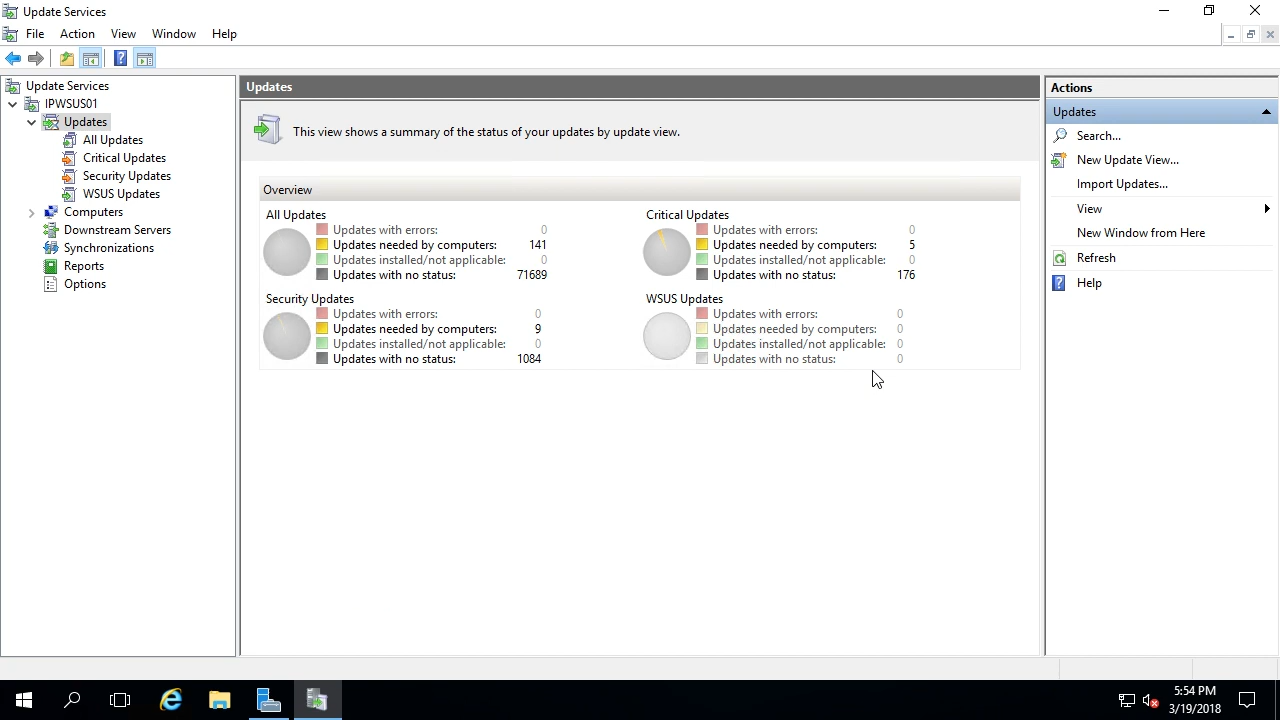 Update Services
File Action View Window Help
Update Services
IPWSUS01
Updates
All Updates
Critical Updates
Security Updates
WSUS Updates
Computers
Downstream Servers
Synchronizations
Reports
Options
Updates
This view shows a summary of the status of your updates by update view.
Overview
All Updates
Updates with errors: 0
Updates needed by computers: 141
Updates installed/not applicable: 0
Updates with no status: 71689
Critical Updates
Updates with errors: 0
Updates needed by computers: 5
Updates installed/not applicable: 0
Updates with no status: 176
Security Updates
Updates with errors: 0
Updates needed by computers: 9
Updates installed/not applicable: 0
Updates with no status: 1084
WSUS Updates
Updates with errors: 0
Updates needed by computers: 0
Updates installed/not applicable: 0
Updates with no status: 0
Actions
Updates
Search...
New Update View...
Import Updates...
View
New Window from Here
Refresh
Help
5:54 PM
3/19/2018